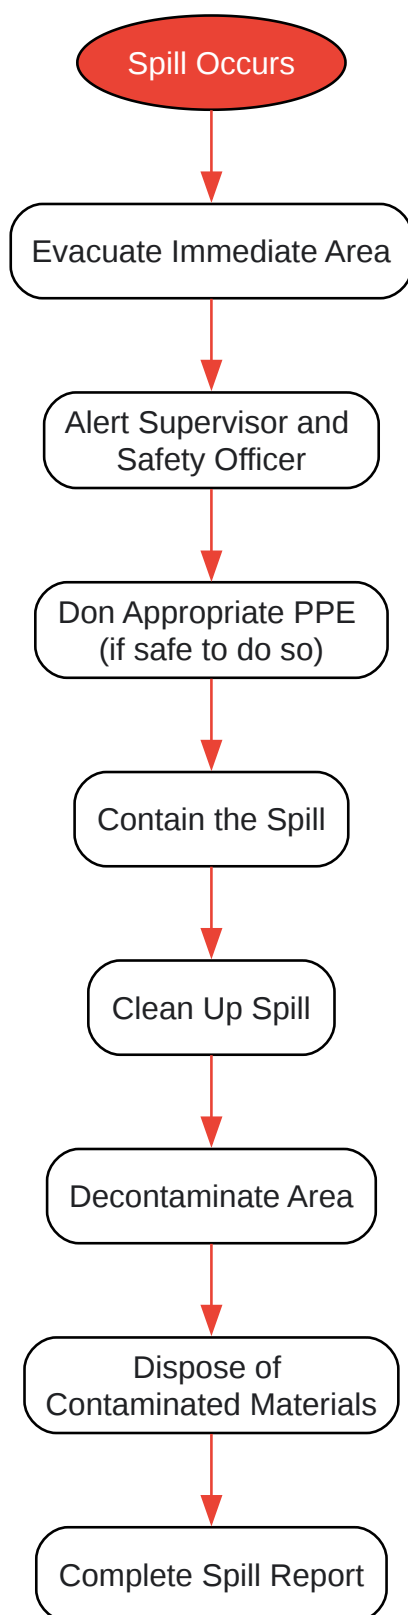 Spill Occurs
Evacuate Immediate Area
Alert Supervisor and
Safety Officer
Don Appropriate PPE
(if safe to do so)
Contain the Spill
Clean Up Spill
Decontaminate Area
Dispose of
Contaminated Materials
Complete Spill Report